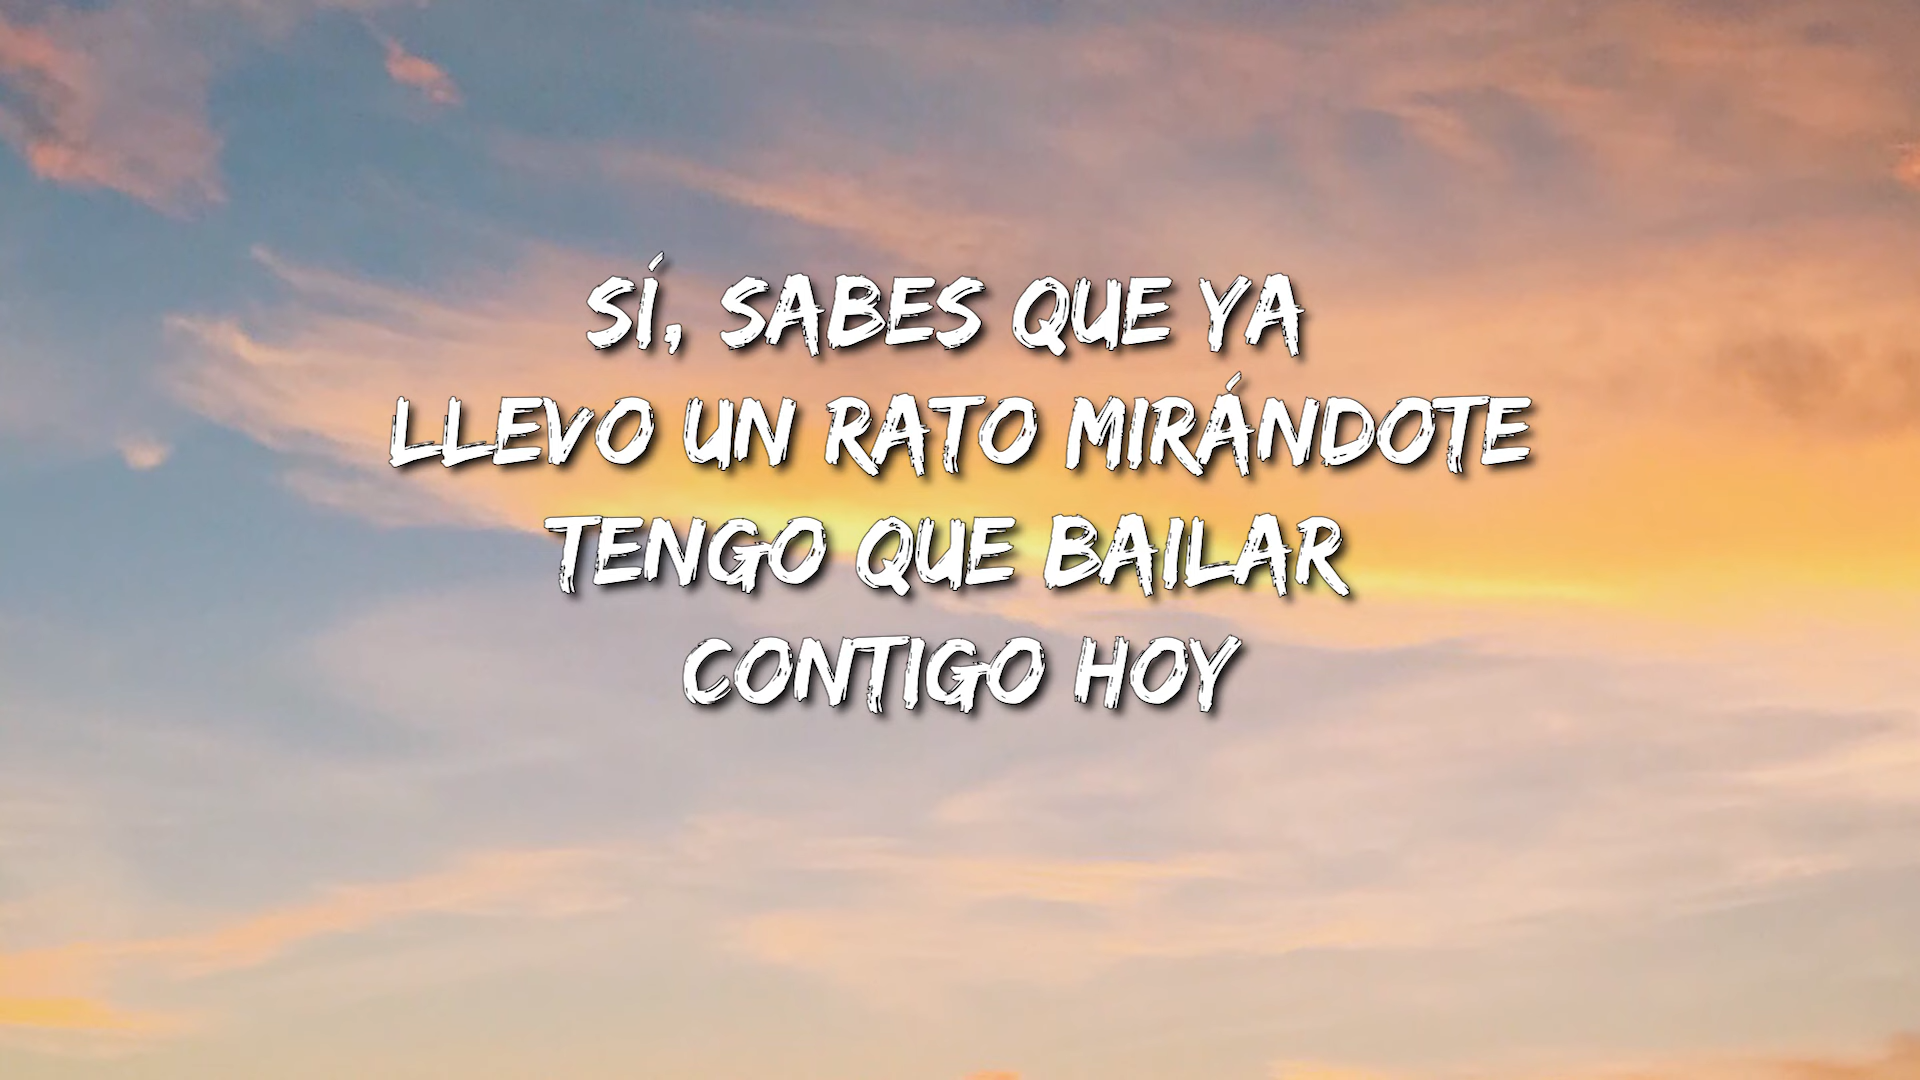 SÍ, SABES QUE YA
LLEVO UN RATO MIRÁNDOTE
TENGO QUE BAILAR
CONTIGO HOY